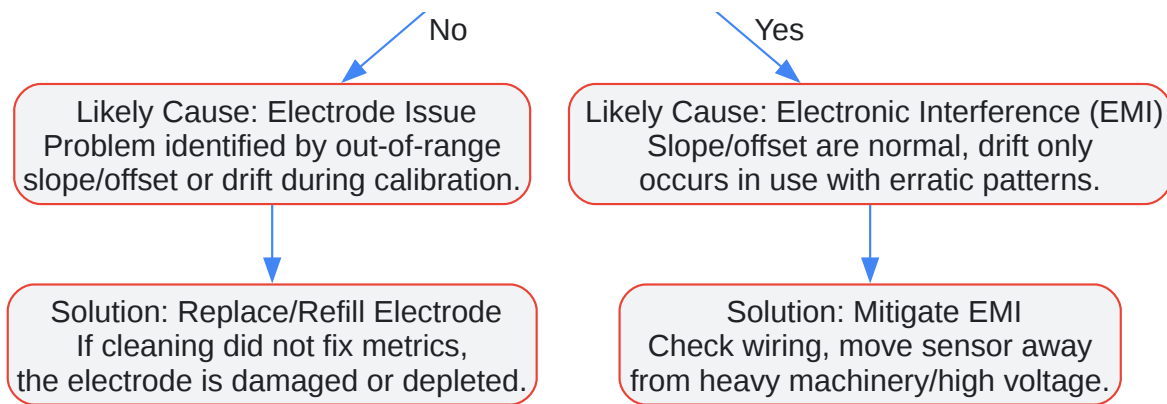 No
Yes
Likely Cause: Electrode Issue
Problem identified by out-of-range
slope/offset or drift during calibration.
Likely Cause: Electronic Interference (EMI)
Slope/offset are normal, drift only
occurs in use with erratic patterns.
Solution: Replace/Refill Electrode
If cleaning did not fix metrics,
the electrode is damaged or depleted.
Solution: Mitigate EMI
Check wiring, move sensor away
from heavy machinery/high voltage.